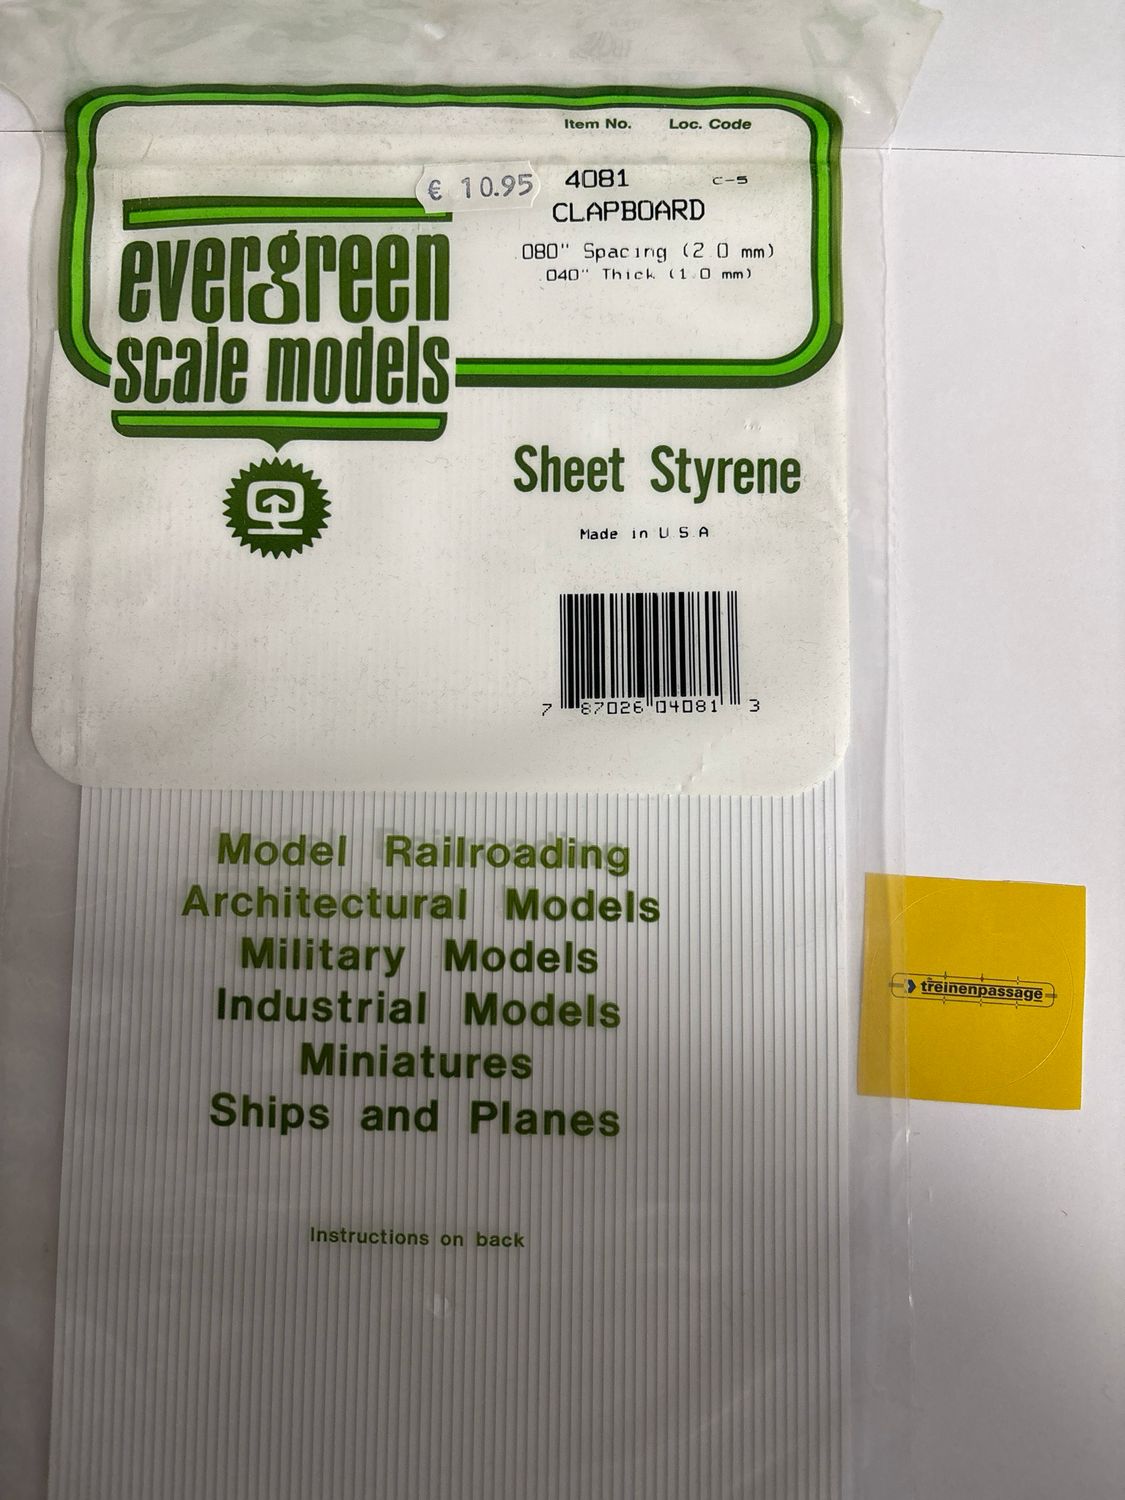 Item No. Loc. Code
€ 10.95
4081 C-5
CLAPBOARD
.080" Spacing (2.0 mm)
.040" Thick (1.0 mm)
evergreen
scale models
Sheet Styrene
Made in U.S.A.
7 87026 04081 3
Model Railroading
Architectural Models
Military Models
Industrial Models
Miniatures
Ships and Planes
de
treinenpassage
Instructions on back